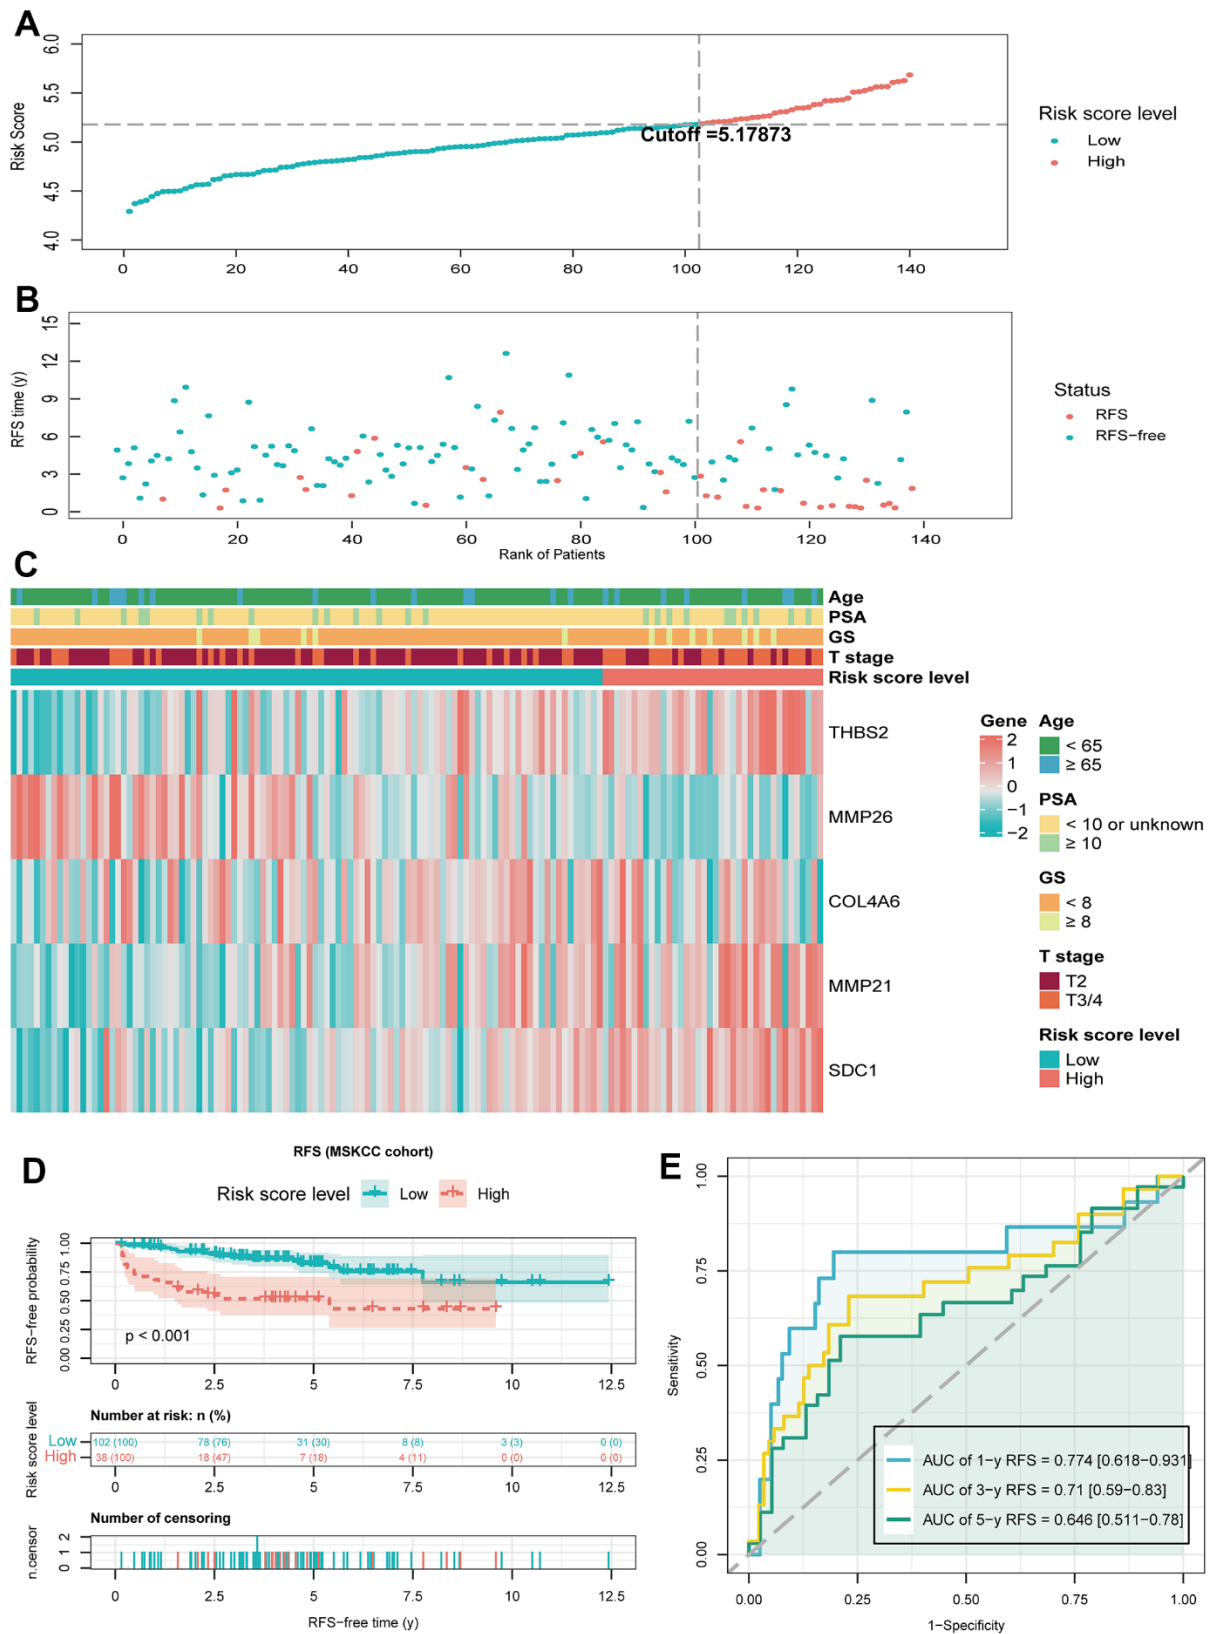 A
Risk Score
6.0
5.5
5.0
4.5
4.0
Cutoff =5.17873
0 20 40 60 80 100 120 140
Risk score level
Low
High
B
RFS time (y)
15
12
9
6
3
0
0 20 40 60 80 100 120 140
Rank of Patients
Status
RFS
RFS-free
C
Age
PSA
GS
T stage
Risk score level
THBS2
MMP26
COL4A6
MMP21
SDC1
Gene
2
1
0
−1
−2
Age
< 65
≥ 65
PSA
< 10 or unknown
≥ 10
GS
< 8
≥ 8
T stage
T2
T3/4
Risk score level
Low
High
D
RFS (MSKCC cohort)
Risk score level Low High
RFS-free probability
1.00
0.75
0.50
0.25
0.00
p < 0.001
0 2.5 5 7.5 10 12.5
Number at risk: n (%)
Risk score level
Low 102 (100) 78 (76) 31 (30) 8 (8) 3 (3) 0 (0)
High 38 (100) 18 (47) 7 (18) 4 (11) 0 (0) 0 (0)
0 2.5 5 7.5 10 12.5
Number of censoring
n.censor
2
1
0
0 2.5 5 7.5 10 12.5
RFS-free time (y)
E
Sensitivity
1.00
0.75
0.50
0.25
0.00
AUC of 1-y RFS = 0.774 [0.618-0.931]
AUC of 3-y RFS = 0.71 [0.59-0.83]
AUC of 5-y RFS = 0.646 [0.511-0.78]
0.00 0.25 0.50 0.75 1.00
1-Specificity